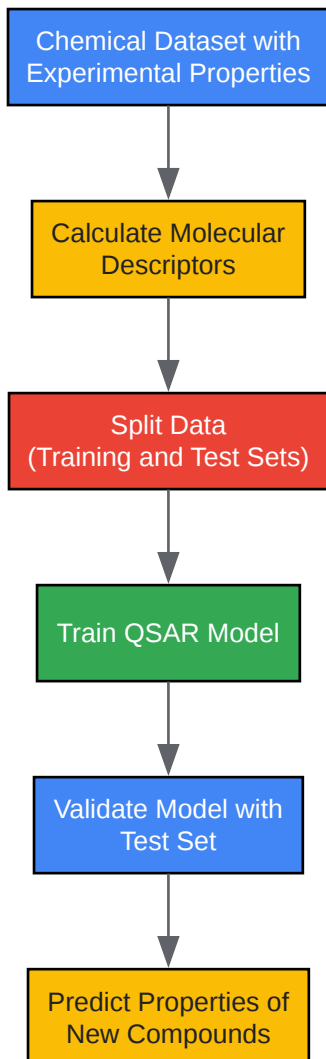 Chemical Dataset with
Experimental Properties
Calculate Molecular
Descriptors
Split Data
(Training and Test Sets)
Train QSAR Model
Validate Model with
Test Set
Predict Properties of
New Compounds